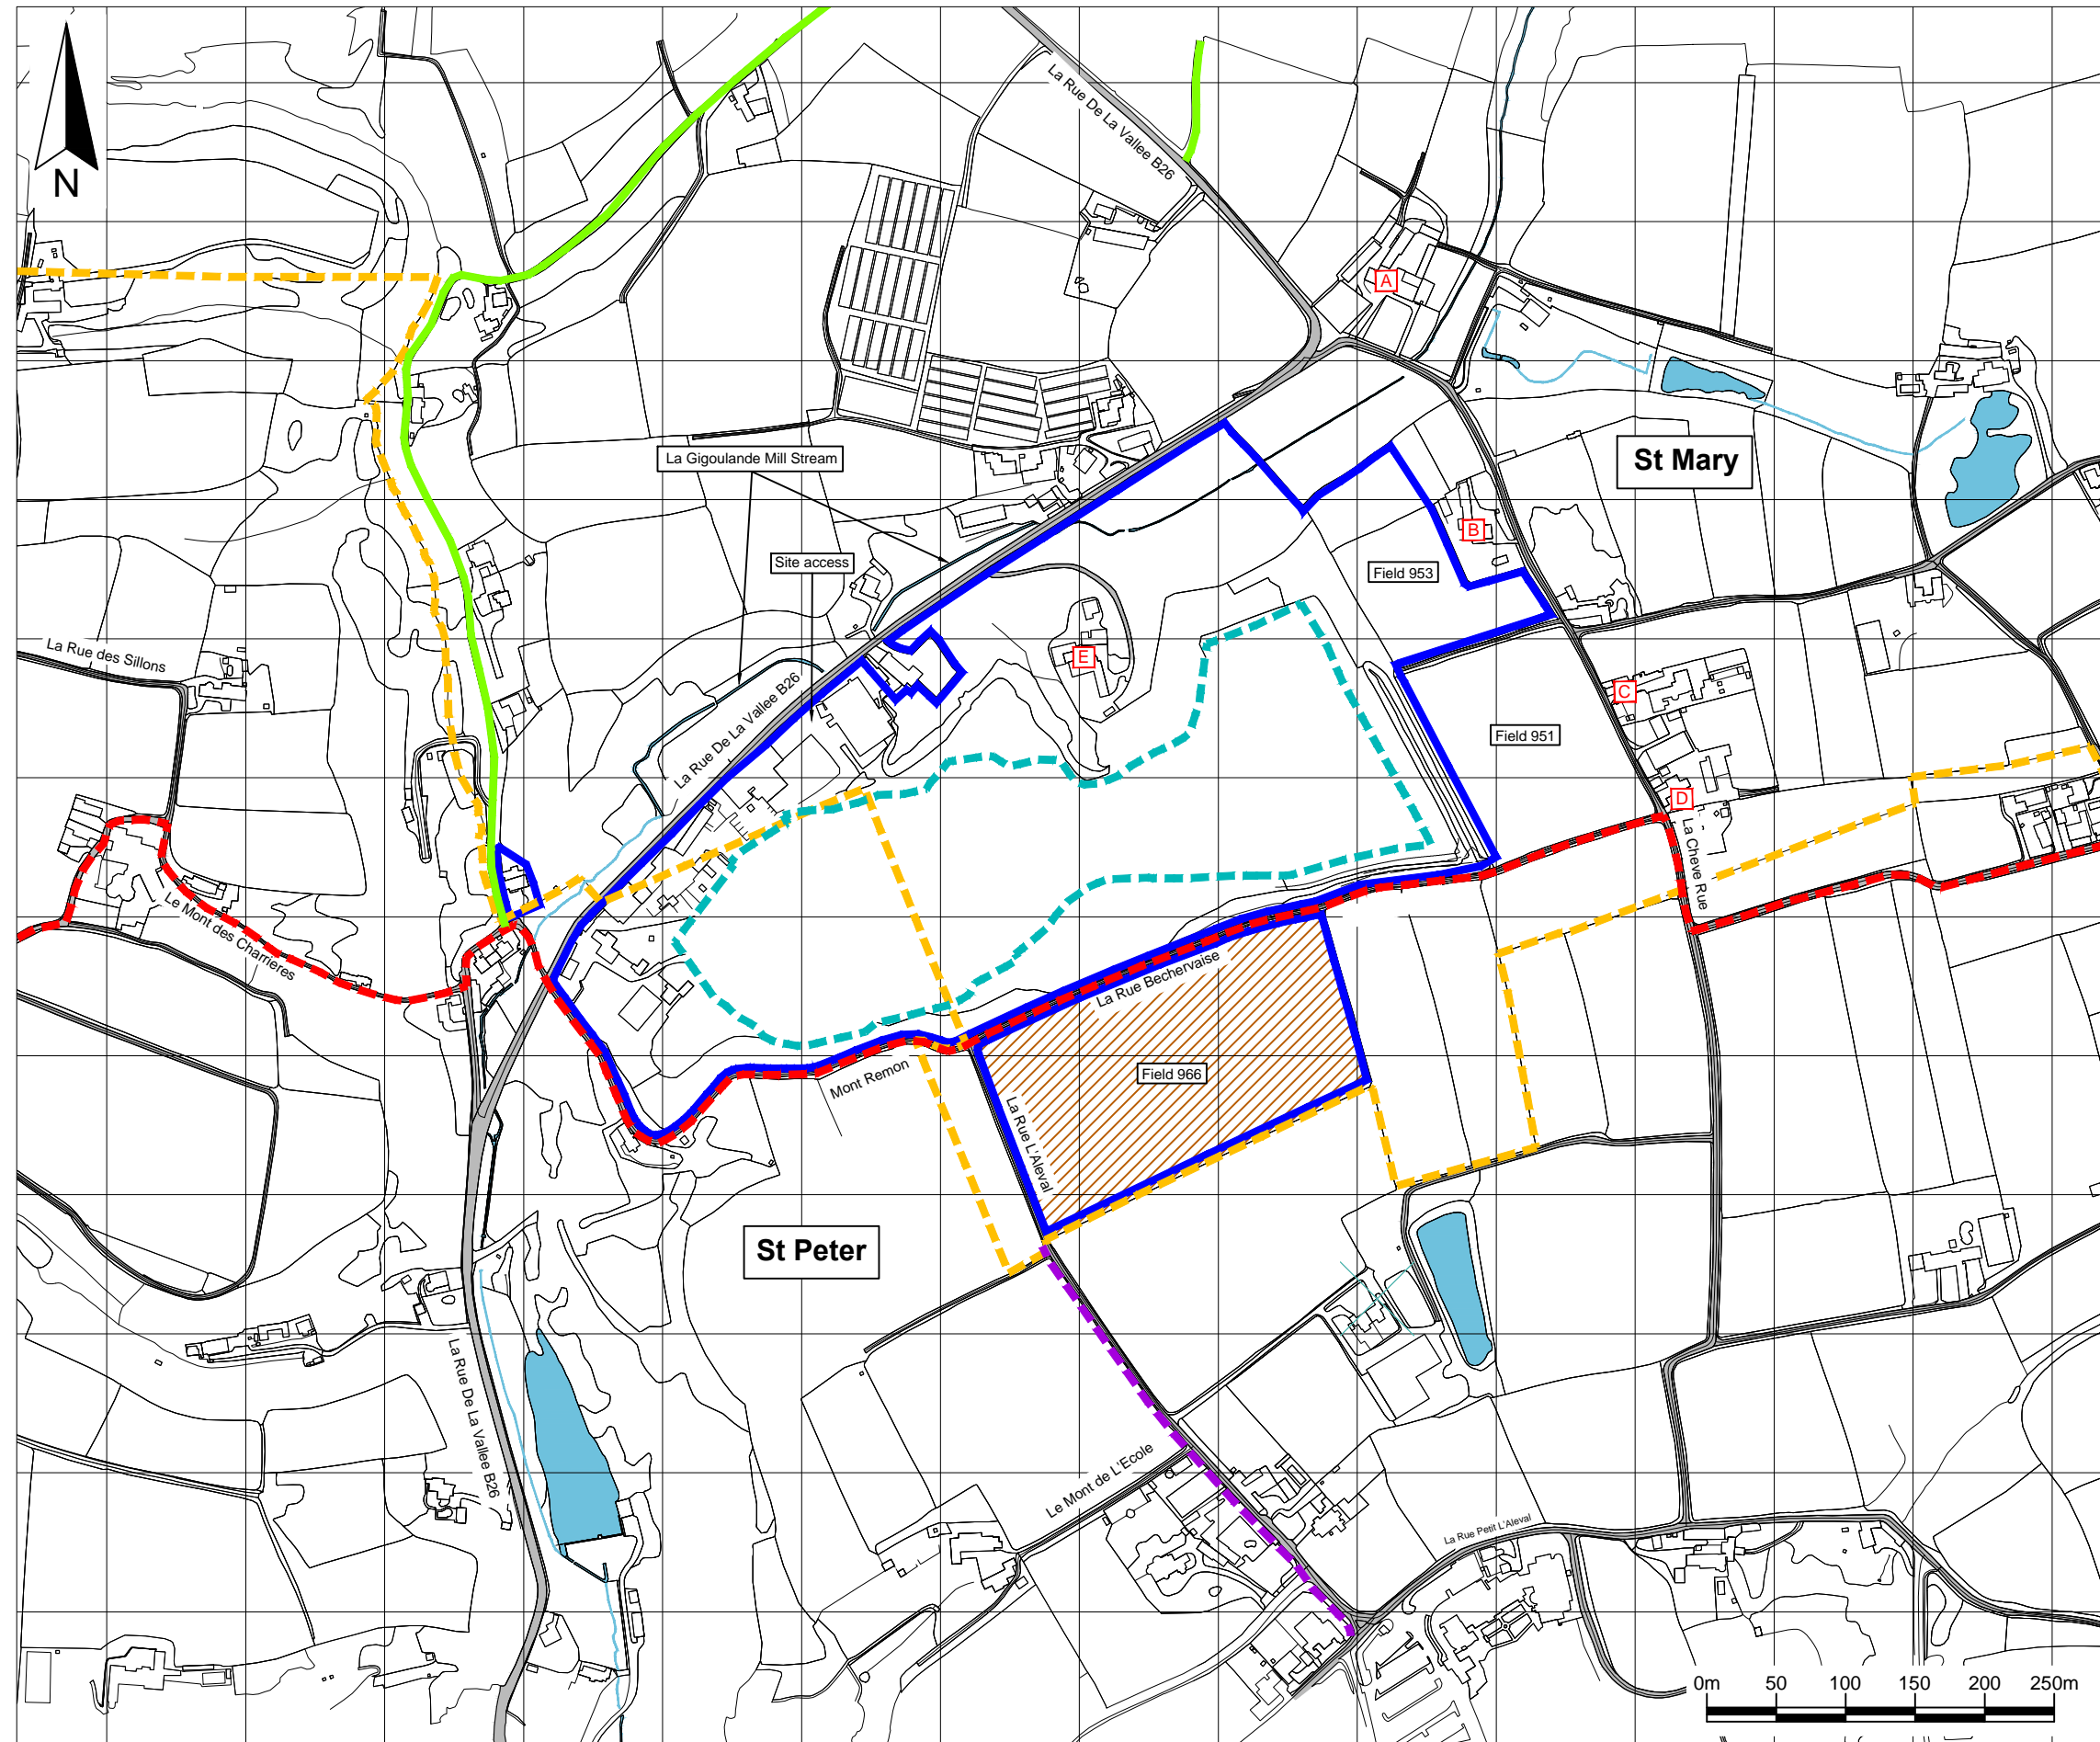 La Rue De La Vallee B26
N
A
La Gigoulande Mill Stream
St Mary
B
Site access
Field 953
La Rue des Sillons
E
La Rue De La Vallee B26
C
Field 951
D
La Cheve Rue
Le Mont des Charrieres
La Rue Bechervaise
Mont Remon
Field 966
La Rue L'Aleval
St Peter
La Rue De La Vallee B26
Le Mont de L'Ecole
La Rue Petit L'Aleval
0m 50 100 150 200 250m